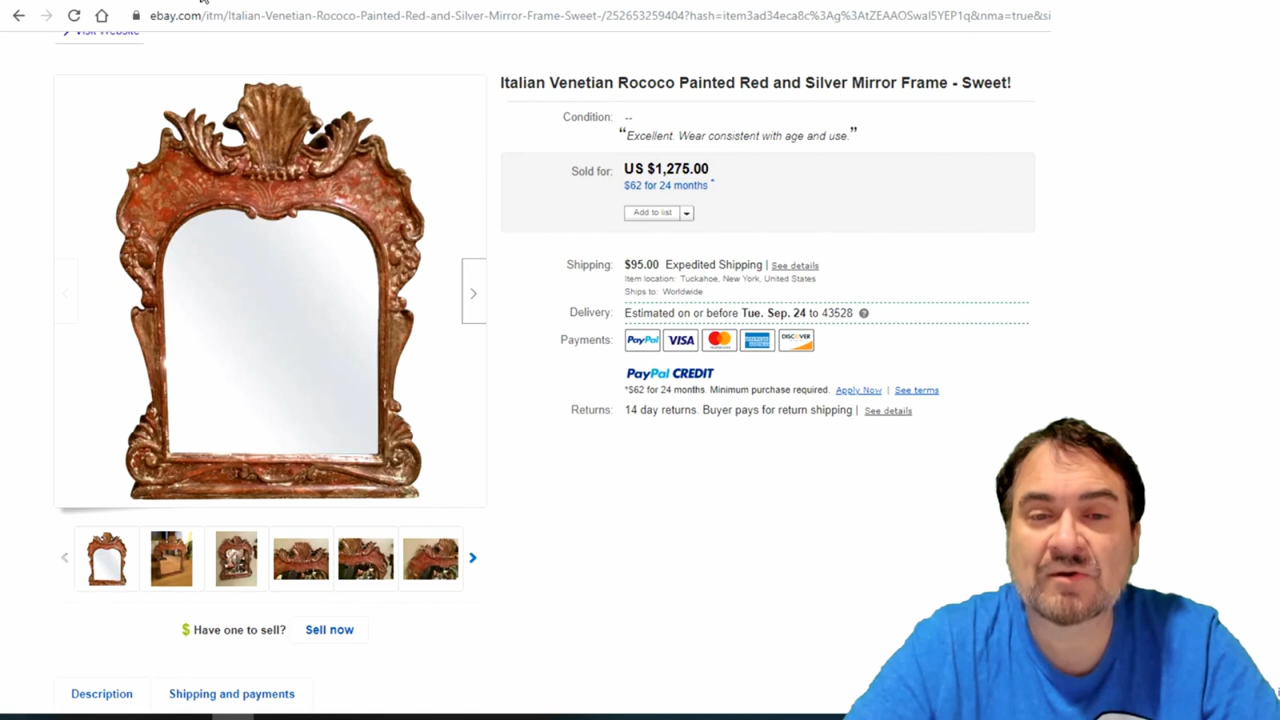 ebay.com/itm/Italian-Venetian-Rococo-Painted-Red-and-Silver-Mirror-Frame-Sweet-/252653259404?hash=item3ad34eca8c%3Ag%3AtZEAAOSwaI5YEP1q&nma=true&si
Visit Website
Italian Venetian Rococo Painted Red and Silver Mirror Frame - Sweet!
Condition: --
“Excellent. Wear consistent with age and use.”
Sold for: US $1,275.00
$62 for 24 months *
Add to list
Shipping: $95.00 Expedited Shipping | See details
Item location: Tuckahoe, New York, United States
Ships to: Worldwide
Delivery: Estimated on or before Tue. Sep. 24 to 43528 ?
Payments: PayPal VISA MasterCard DISCOVER
PayPal CREDIT
*$62 for 24 months. Minimum purchase required. Apply Now | See terms
Returns: 14 day returns. Buyer pays for return shipping | See details
$ Have one to sell? Sell now
Description Shipping and payments